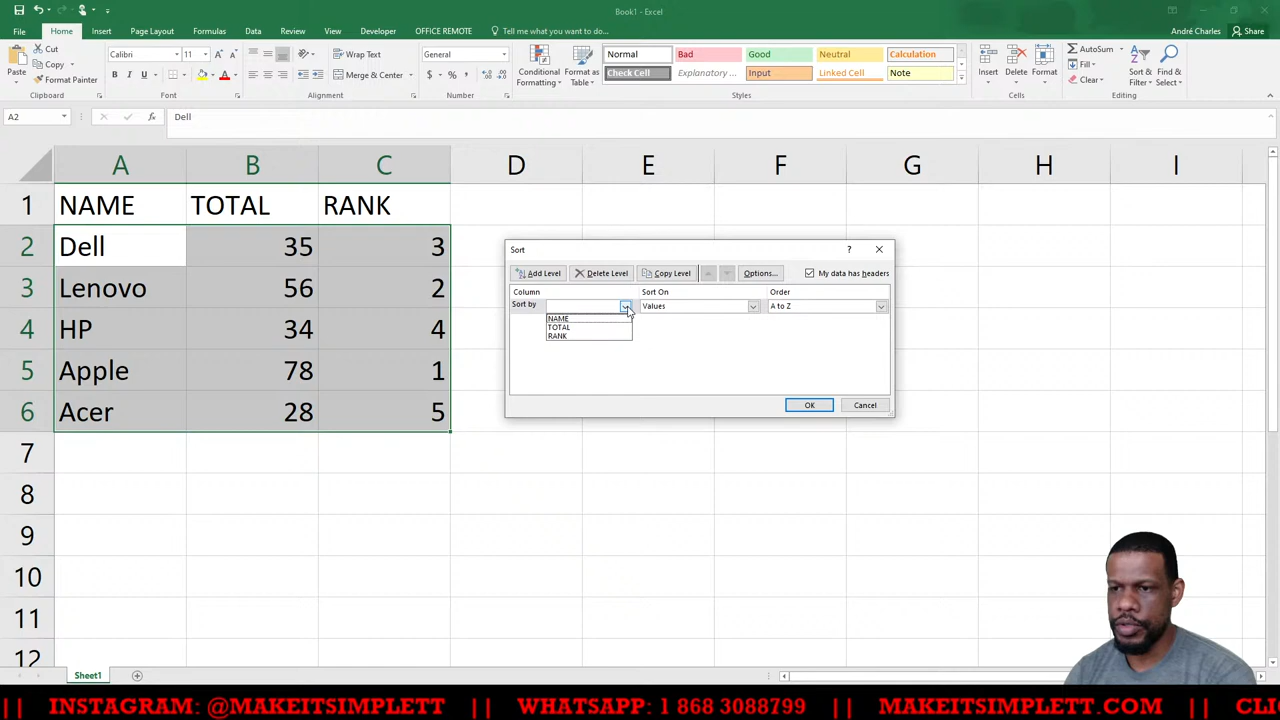 Book1 - Excel
File Home Insert Page Layout Formulas Data Review View Developer OFFICE REMOTE Tell me what you want to do... André Charles Share
Paste Cut Copy Format Painter Clipboard
Calibri 11 B I U Font
Wrap Text Merge & Center Alignment
General $ % Number
Conditional Formatting Format as Table Normal Bad Good Neutral Calculation
Check Cell Explanatory ... Input Linked Cell Note Styles
Insert Delete Format Cells
AutoSum Fill Clear Sort & Filter Find & Select Editing
A2 fx Dell
A B C D E F G H I
1 NAME TOTAL RANK
2 Dell 35 3
3 Lenovo 56 2
4 HP 34 4
5 Apple 78 1
6 Acer 28 5
7
8
9
10
11
12
Sort ?
Add Level Delete Level Copy Level Options... My data has headers
Column Sort On Order
Sort by Values A to Z
NAME
TOTAL
RANK
OK Cancel
Sheet1
|| INSTAGRAM: @MAKEITSIMPLETT || WHATSAPP: 1 868 3088799 || MAKEITSIMPLETT.COM || CLI